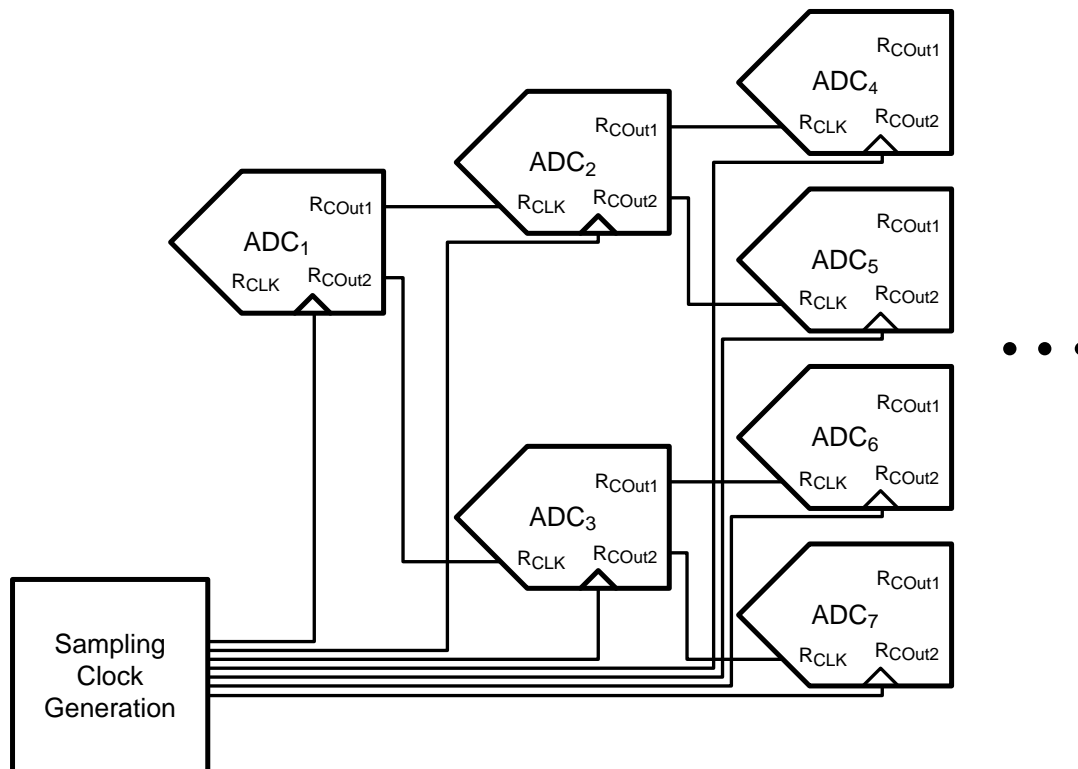 R_COut1
ADC_4
R_CLK R_COut2
R_COut1
ADC_2
R_CLK R_COut2
R_COut1
ADC_1
R_CLK R_COut2
R_COut1
ADC_5
R_CLK R_COut2
R_COut1
ADC_6
R_CLK R_COut2
R_COut1
ADC_3
R_CLK R_COut2
R_COut1
ADC_7
R_CLK R_COut2
Sampling
Clock
Generation